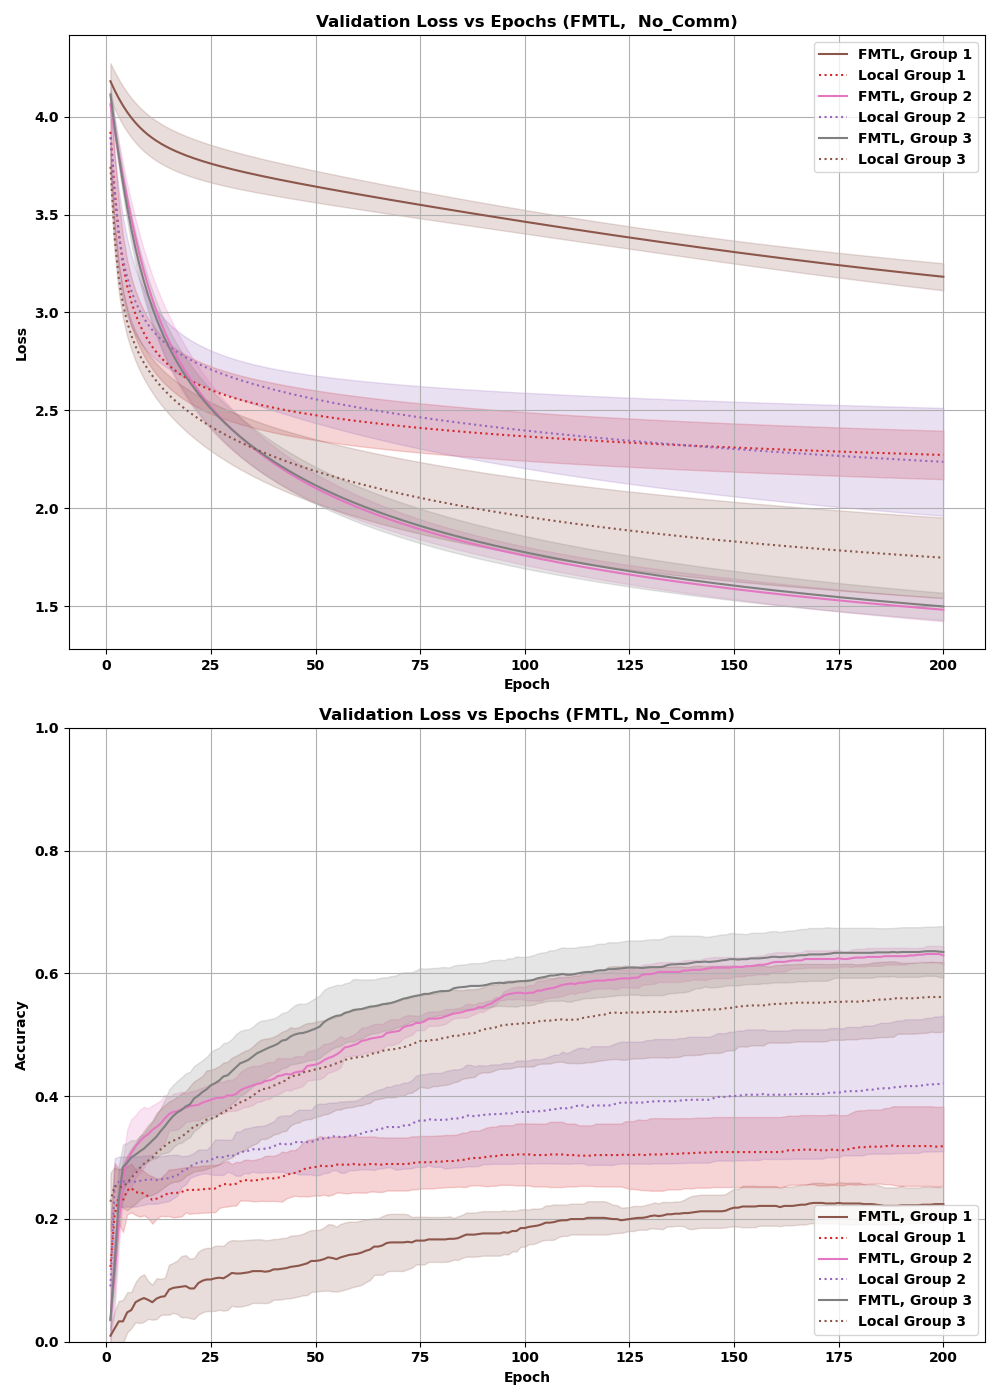 Validation Loss vs Epochs (FMTL,  No_Comm)
FMTL, Group 1
Local Group 1
FMTL, Group 2
Local Group 2
FMTL, Group 3
Local Group 3
4.0
3.5
3.0
2.5
2.0
1.5
Loss
0 25 50 75 100 125 150 175 200
Epoch
Validation Loss vs Epochs (FMTL, No_Comm)
1.0
0.8
0.6
0.4
0.2
0.0
Accuracy
FMTL, Group 1
Local Group 1
FMTL, Group 2
Local Group 2
FMTL, Group 3
Local Group 3
0 25 50 75 100 125 150 175 200
Epoch